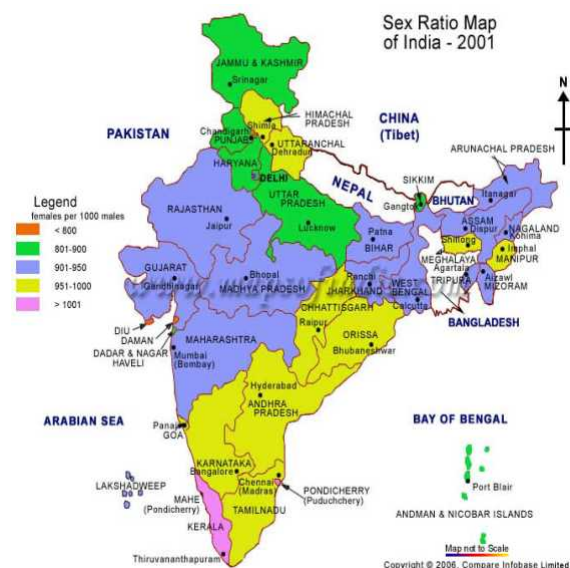 Sex Ratio Map
of India - 2001
N
JAMMU & KASHMIR
Srinagar
HIMACHAL
PRADESH
CHINA
(Tibet)
PAKISTAN
Chandigarh
Shimla
PUNJAB
UTTARANCHAL
Dehradun
ARUNACHAL PRADESH
HARYANA
DELHI
NEPAL
SIKKIM
Gangtok
BHUTAN
Itanagar
Legend
females per 1000 males
< 800
801-900
901-950
951-1000
> 1001
RAJASTHAN
Jaipur
UTTAR
PRADESH
Lucknow
ASSAM
Dispur
NAGALAND
Kohima
Patna
BIHAR
Shillong
Imphal
MEGHALAYA
MANIPUR
Agartala
GUJARAT
Gandhinagar
Bhopal
MADHYA PRADESH
Ranchi
JHARKHAND
WEST
BENGAL
Calcutta
TRIPURA
Aizawl
MIZORAM
CHHATTISGARH
Raipur
BANGLADESH
DIU
DAMAN
DADAR & NAGAR
HAVELI
MAHARASHTRA
Mumbai
(Bombay)
ORISSA
Bhubaneshwar
Hyderabad
ANDHRA
PRADESH
ARABIAN SEA
BAY OF BENGAL
Panaji
GOA
KARNATAKA
Bangalore
Chennai
(Madras)
PONDICHERRY
(Puduchery)
Port Blair
LAKSHADWEEP
MAHE
(Pondicherry)
TAMILNADU
ANDMAN & NICOBAR ISLANDS
KERALA
Thiruvananthapuram
Map not to Scale
Copyright © 2006, Compare Infobase Limited